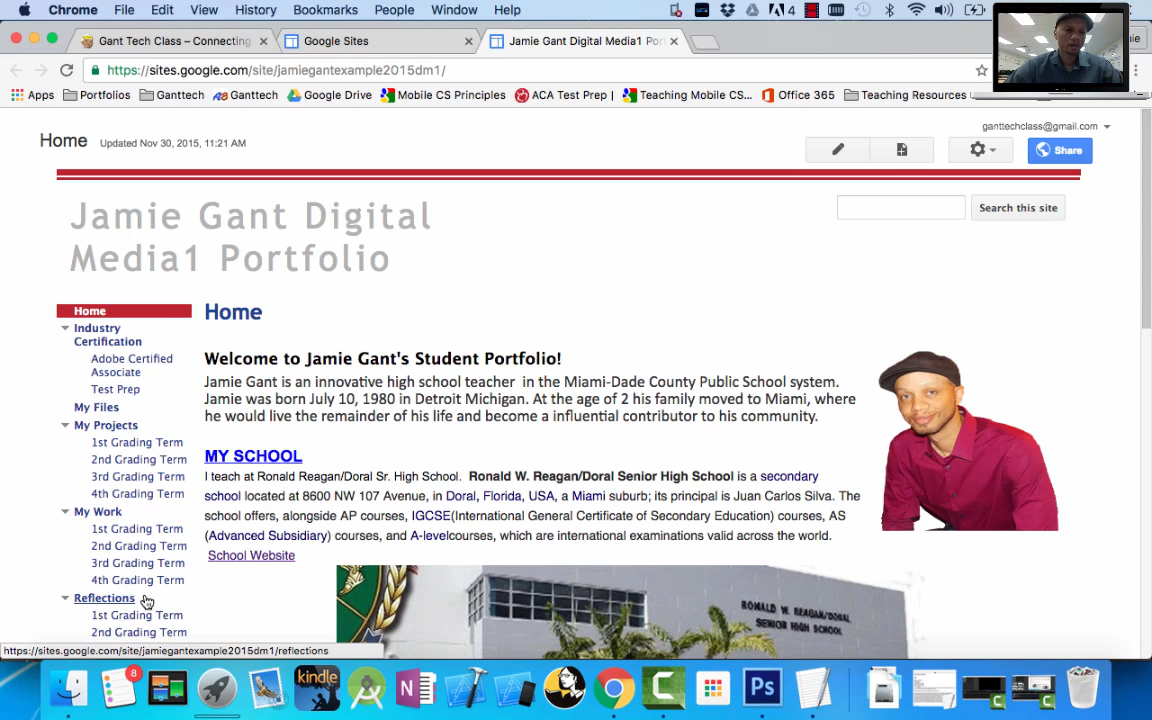 Chrome File Edit View History Bookmarks People Window Help 4
Gant Tech Class – Connecting Google Sites Jamie Gant Digital Media1 Por
https://sites.google.com/site/jamiegantexample2015dm1/
Apps Portfolios Ganttech Ganttech Google Drive Mobile CS Principles ACA Test Prep | Teaching Mobile CS... Office 365 Teaching Resources
ganttechclass@gmail.com
Home Updated Nov 30, 2015, 11:21 AM
Share
Jamie Gant Digital
Media1 Portfolio
Search this site
Home
Industry
Certification
Adobe Certified
Associate
Test Prep
My Files
My Projects
1st Grading Term
2nd Grading Term
3rd Grading Term
4th Grading Term
My Work
1st Grading Term
2nd Grading Term
3rd Grading Term
4th Grading Term
Reflections
1st Grading Term
2nd Grading Term
Home
Welcome to Jamie Gant's Student Portfolio!
Jamie Gant is an innovative high school teacher in the Miami-Dade County Public School system.
Jamie was born July 10, 1980 in Detroit Michigan. At the age of 2 his family moved to Miami, where
he would live the remainder of his life and become a influential contributor to his community.
MY SCHOOL
I teach at Ronald Reagan/Doral Sr. High School. Ronald W. Reagan/Doral Senior High School is a secondary
school located at 8600 NW 107 Avenue, in Doral, Florida, USA, a Miami suburb; its principal is Juan Carlos Silva. The
school offers, alongside AP courses, IGCSE(International General Certificate of Secondary Education) courses, AS
(Advanced Subsidiary) courses, and A-levelcourses, which are international examinations valid across the world.
School Website
RONALD W. REAGAN/DORAL
SENIOR HIGH SCHOOL
https://sites.google.com/site/jamiegantexample2015dm1/reflections
8
kindle
N
C
Ps